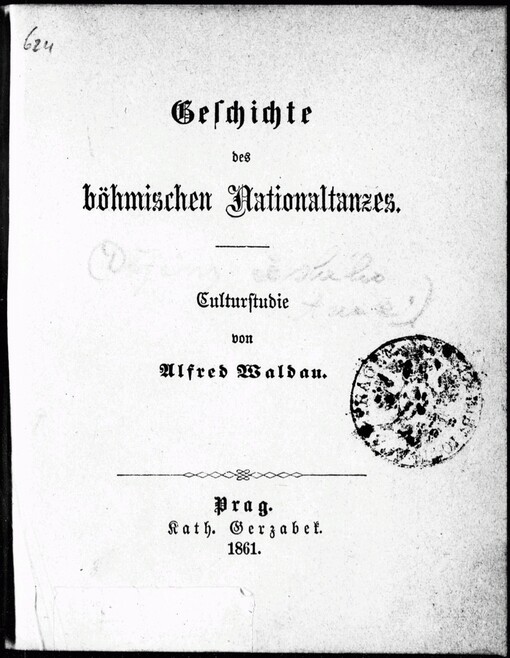 624
Geschichte
des
böhmischen Nationaltanzes.
Culturstudie
von
Alfred Waldau.
Prag.
Kath. Gerzabek.
1861.